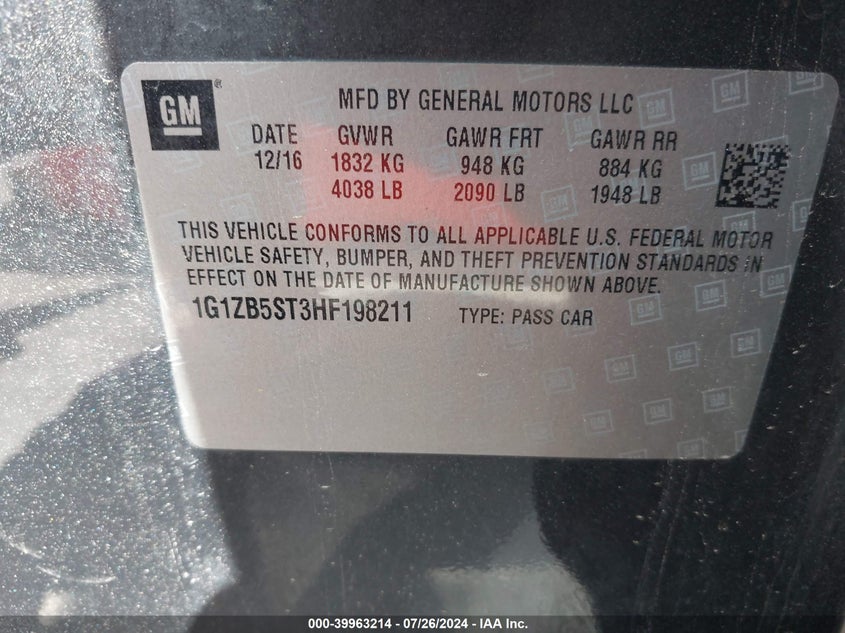 GM ®
MFD BY GENERAL MOTORS LLC
DATE GVWR GAWR FRT GAWR RR
12/16 1832 KG 948 KG 884 KG
4038 LB 2090 LB 1948 LB
THIS VEHICLE CONFORMS TO ALL APPLICABLE U.S. FEDERAL MOTOR
VEHICLE SAFETY, BUMPER, AND THEFT PREVENTION STANDARDS IN
EFFECT ON THE DATE OF MANUFACTURE SHOWN ABOVE.
1G1ZB5ST3HF198211 TYPE: PASS CAR
000-39963214 - 07/26/2024 - IAA Inc.